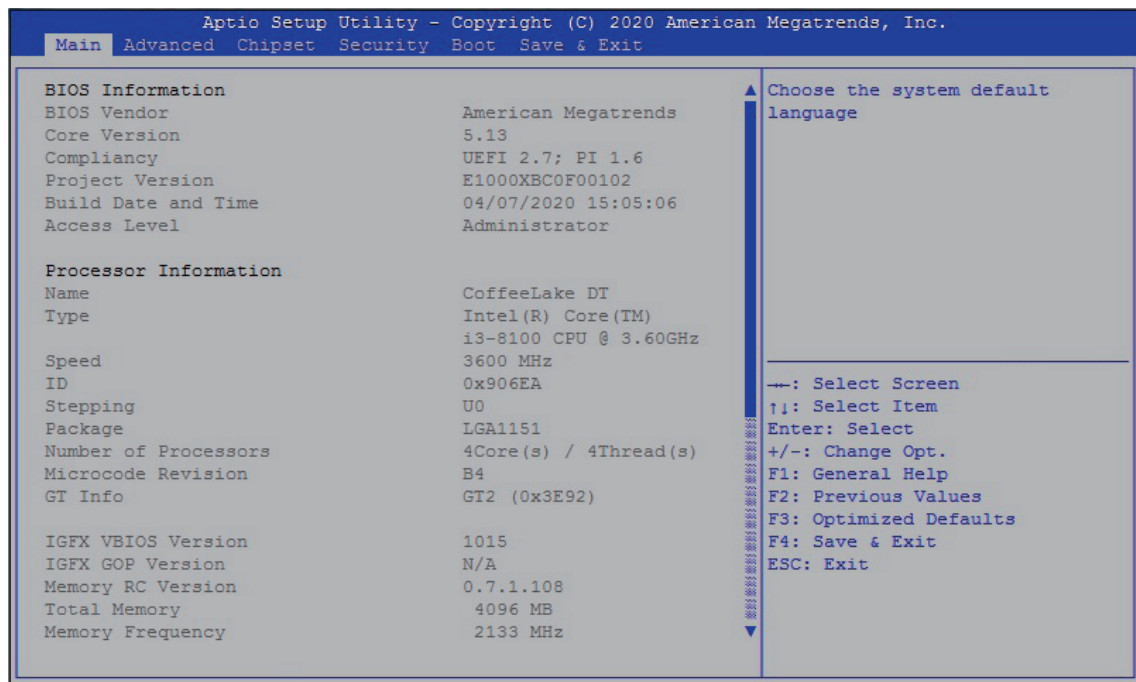 Aptio Setup Utility - Copyright (C) 2020 American Megatrends, Inc.
Main Advanced Chipset Security Boot Save & Exit
BIOS Information
BIOS Vendor American Megatrends
Core Version 5.13
Compliancy UEFI 2.7; PI 1.6
Project Version E1000XBC0F00102
Build Date and Time 04/07/2020 15:05:06
Access Level Administrator
Processor Information
Name CoffeeLake DT
Type Intel(R) Core(TM)
i3-8100 CPU @ 3.60GHz
Speed 3600 MHz
ID 0x906EA
Stepping U0
Package LGA1151
Number of Processors 4Core(s) / 4Thread(s)
Microcode Revision B4
GT Info GT2 (0x3E92)
IGFX VBIOS Version 1015
IGFX GOP Version N/A
Memory RC Version 0.7.1.108
Total Memory 4096 MB
Memory Frequency 2133 MHz
Choose the system default
language
→←: Select Screen
↑↓: Select Item
Enter: Select
+/-: Change Opt.
F1: General Help
F2: Previous Values
F3: Optimized Defaults
F4: Save & Exit
ESC: Exit